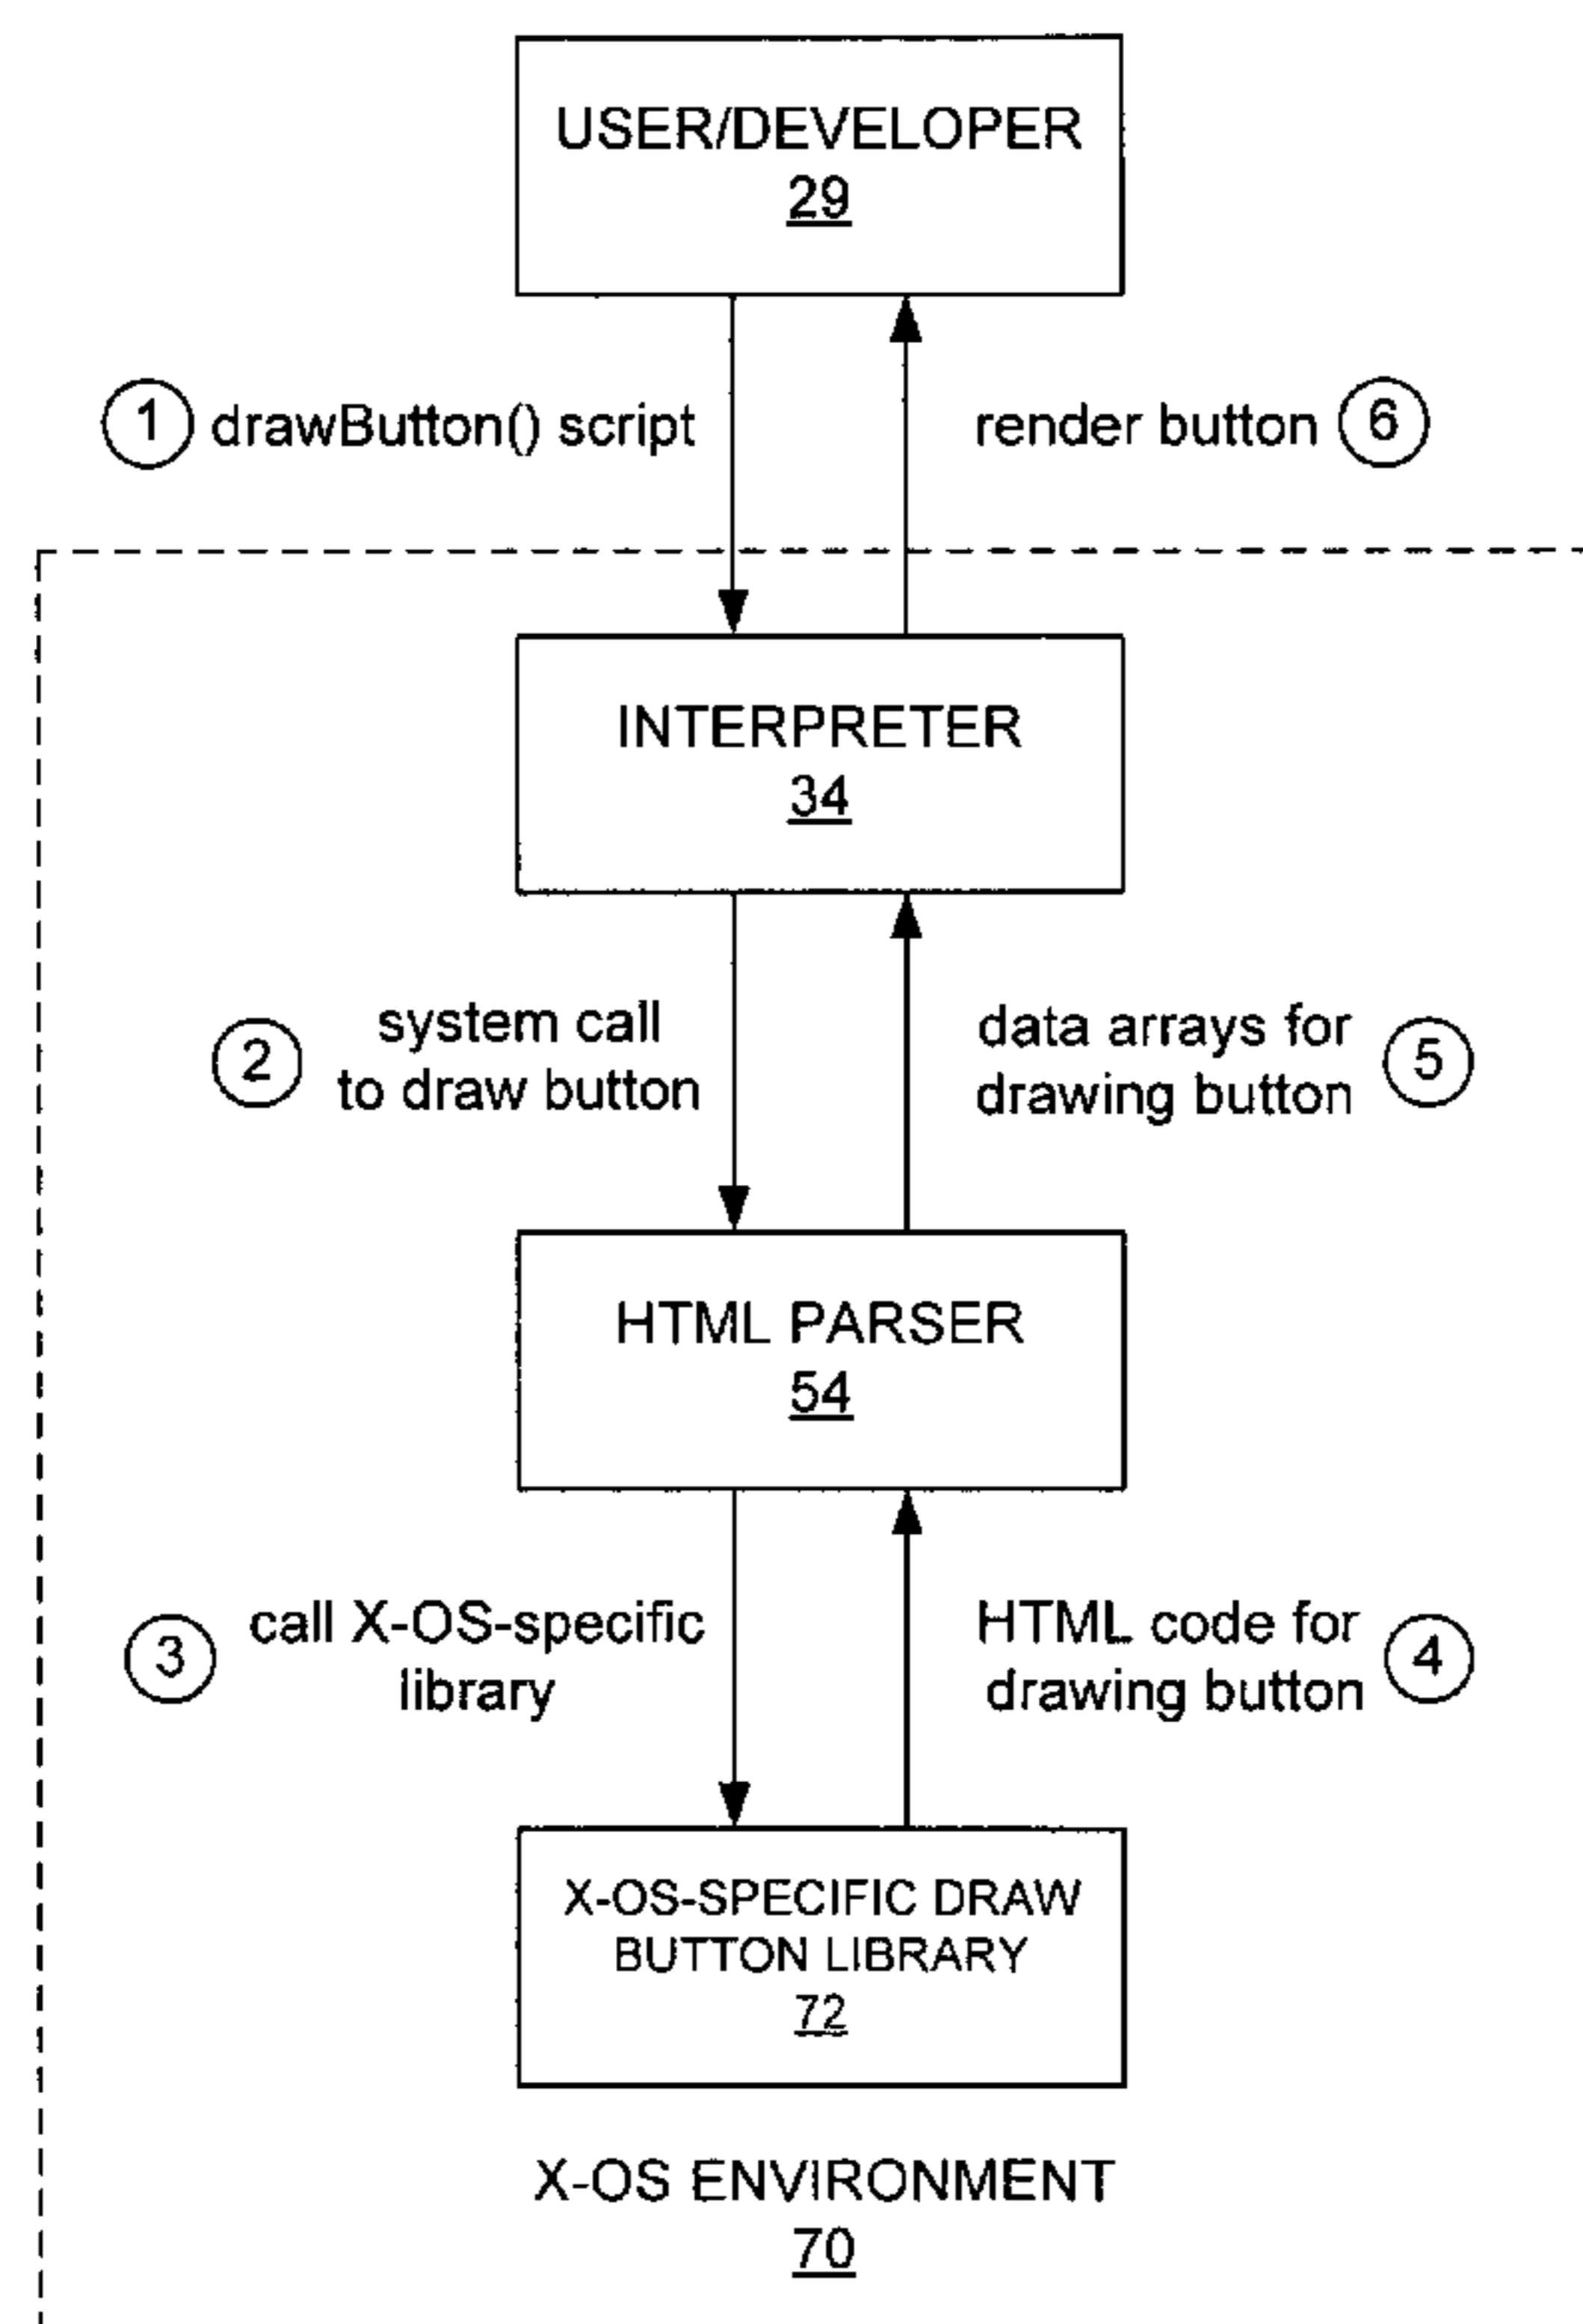 USER/DEVELOPER
29
1 drawButton() script
render button 6
INTERPRETER
34
2 system call
to draw button
data arrays for
drawing button 5
HTML PARSER
54
3 call X-OS-specific
library
HTML code for
drawing button 4
X-OS-SPECIFIC DRAW
BUTTON LIBRARY
72
X-OS ENVIRONMENT
70